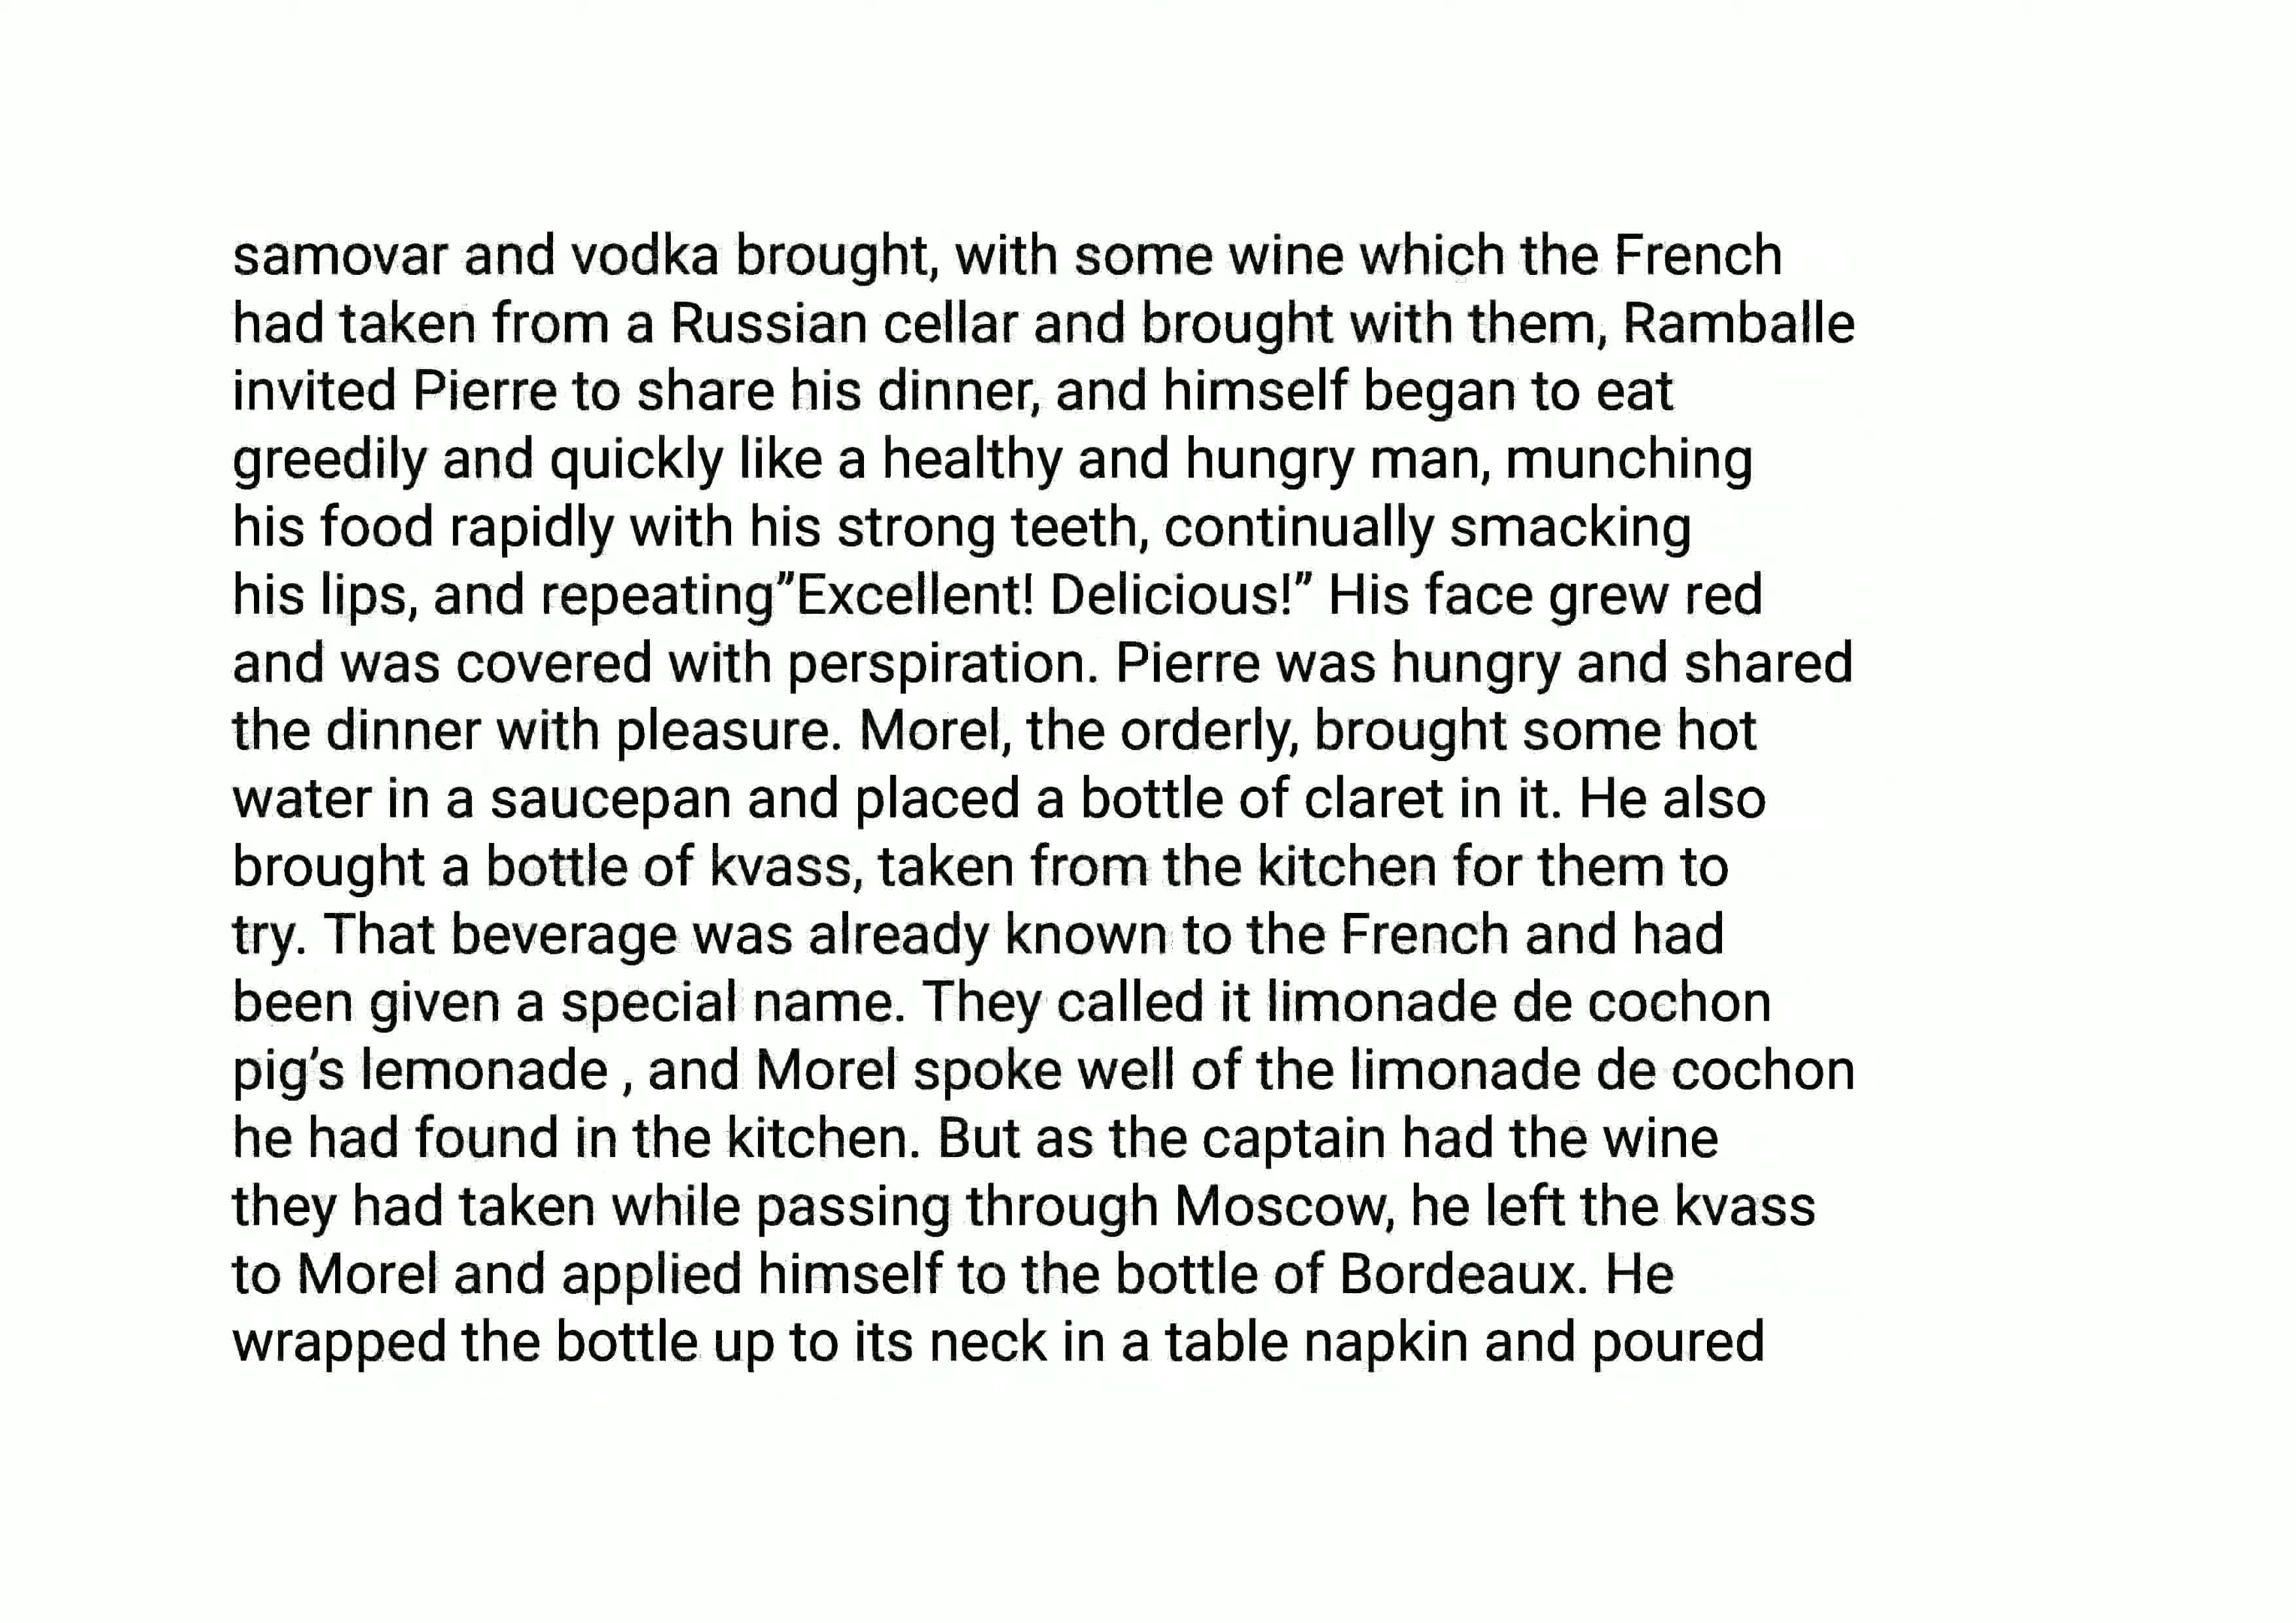 samovar and vodka brought, with some wine which the French
had taken from a Russian cellar and brought with them, Ramballe
invited Pierre to share his dinner, and himself began to eat
greedily and quickly like a healthy and hungry man, munching
his food rapidly with his strong teeth, continually smacking
his lips, and repeating”Excellent! Delicious!” His face grew red
and was covered with perspiration. Pierre was hungry and shared
the dinner with pleasure. Morel, the orderly, brought some hot
water in a saucepan and placed a bottle of claret in it. He also
brought a bottle of kvass, taken from the kitchen for them to
try. That beverage was already known to the French and had
been given a special name. They called it limonade de cochon
pig’s lemonade , and Morel spoke well of the limonade de cochon
he had found in the kitchen. But as the captain had the wine
they had taken while passing through Moscow, he left the kvass
to Morel and applied himself to the bottle of Bordeaux. He
wrapped the bottle up to its neck in a table napkin and poured